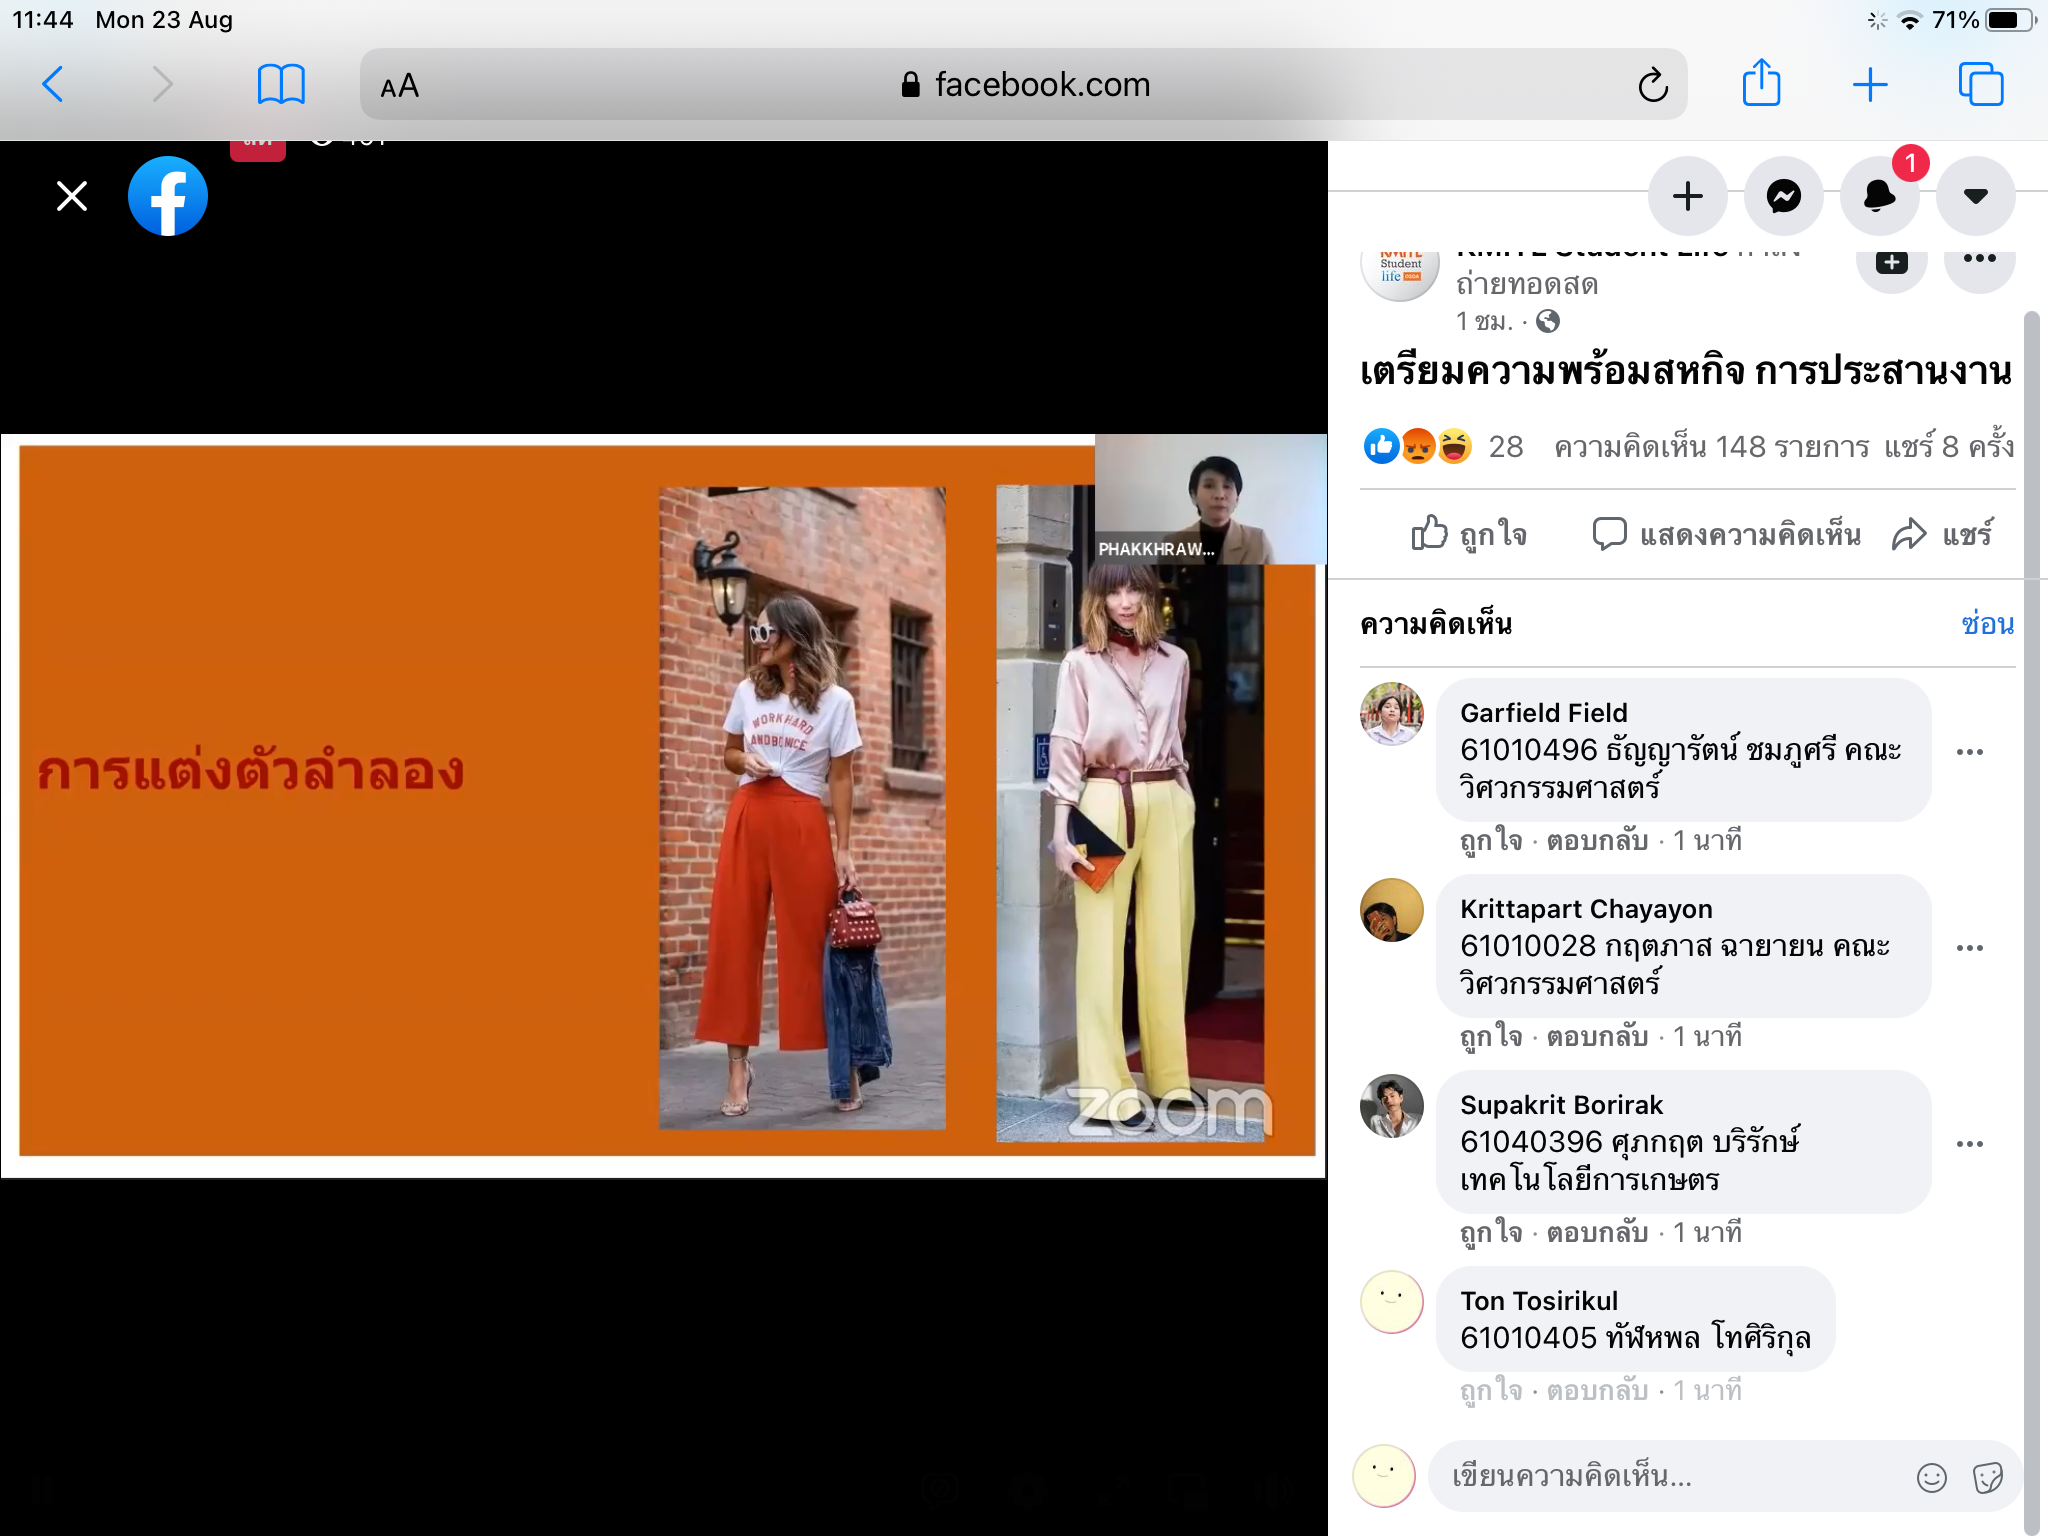 11:44 Mon 23 Aug
71%
AA
facebook.com
1
Student
life
ถ่ายทอดสด
1 ชม. ·
เตรียมความพร้อมสหกิจ การประสานงาน
28 ความคิดเห็น 148 รายการ แชร์ 8 ครั้ง
ถูกใจ แสดงความคิดเห็น แชร์
ความคิดเห็น ซ่อน
PHAKKHRAW...
WORK HARD
AND BE NICE
การแต่งตัวลำลอง
zoom
Garfield Field
61010496 ธัญญารัตน์ ชมภูศรี คณะ
วิศวกรรมศาสตร์
ถูกใจ · ตอบกลับ · 1 นาที
Krittapart Chayayon
61010028 กฤตภาส ฉายายน คณะ
วิศวกรรมศาสตร์
ถูกใจ · ตอบกลับ · 1 นาที
Supakrit Borirak
61040396 ศุภกฤต บริรักษ์
เทคโนโลยีการเกษตร
ถูกใจ · ตอบกลับ · 1 นาที
Ton Tosirikul
61010405 ทัฬหพล โทศิริกุล
ถูกใจ · ตอบกลับ · 1 นาที
เขียนความคิดเห็น...